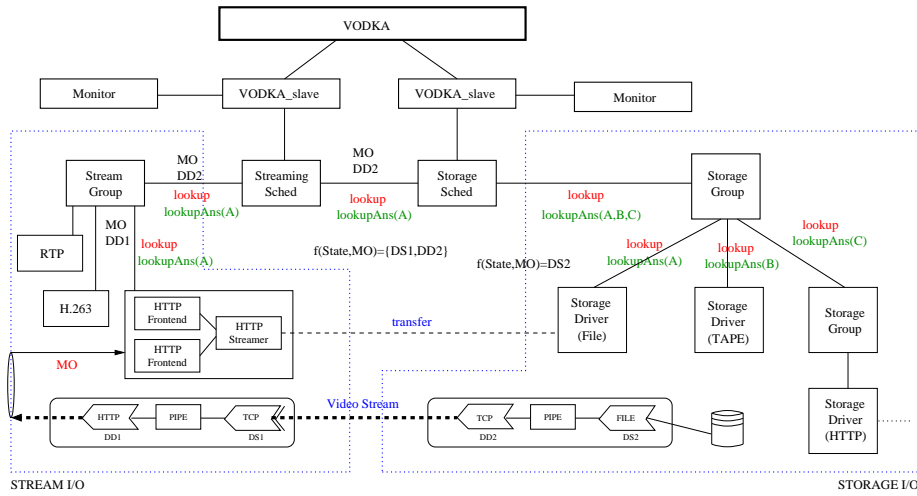 VODKA
Monitor
VODKA_slave
VODKA_slave
Monitor
Stream
Group
MO
DD2
lookup
lookupAns(A)
Streaming
Sched
MO
DD2
lookup
lookupAns(A)
Storage
Sched
lookup
lookupAns(A,B,C)
Storage
Group
RTP
H.263
MO
DD1
lookup
lookupAns(A)
f(State,MO)={DS1,DD2}
f(State,MO)=DS2
lookup
lookupAns(A)
lookup
lookupAns(B)
lookup
lookupAns(C)
HTTP
Frontend
HTTP
Frontend
HTTP
Streamer
transfer
Storage
Driver
(File)
Storage
Driver
(TAPE)
Storage
Group
MO
HTTP
DD1
PIPE
TCP
DS1
Video Stream
TCP
DD2
PIPE
FILE
DS2
Storage
Driver
(HTTP)
STREAM I/O
STORAGE I/O